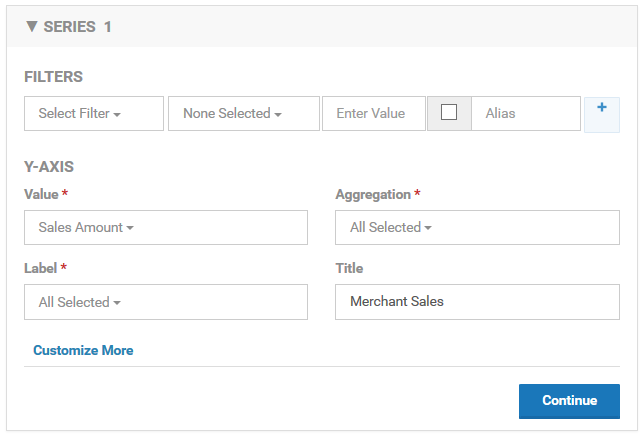 ▼ SERIES 1
FILTERS
Select Filter None Selected Enter Value Alias +
Y-AXIS
Value * Aggregation *
Sales Amount All Selected
Label * Title
All Selected Merchant Sales
Customize More
Continue